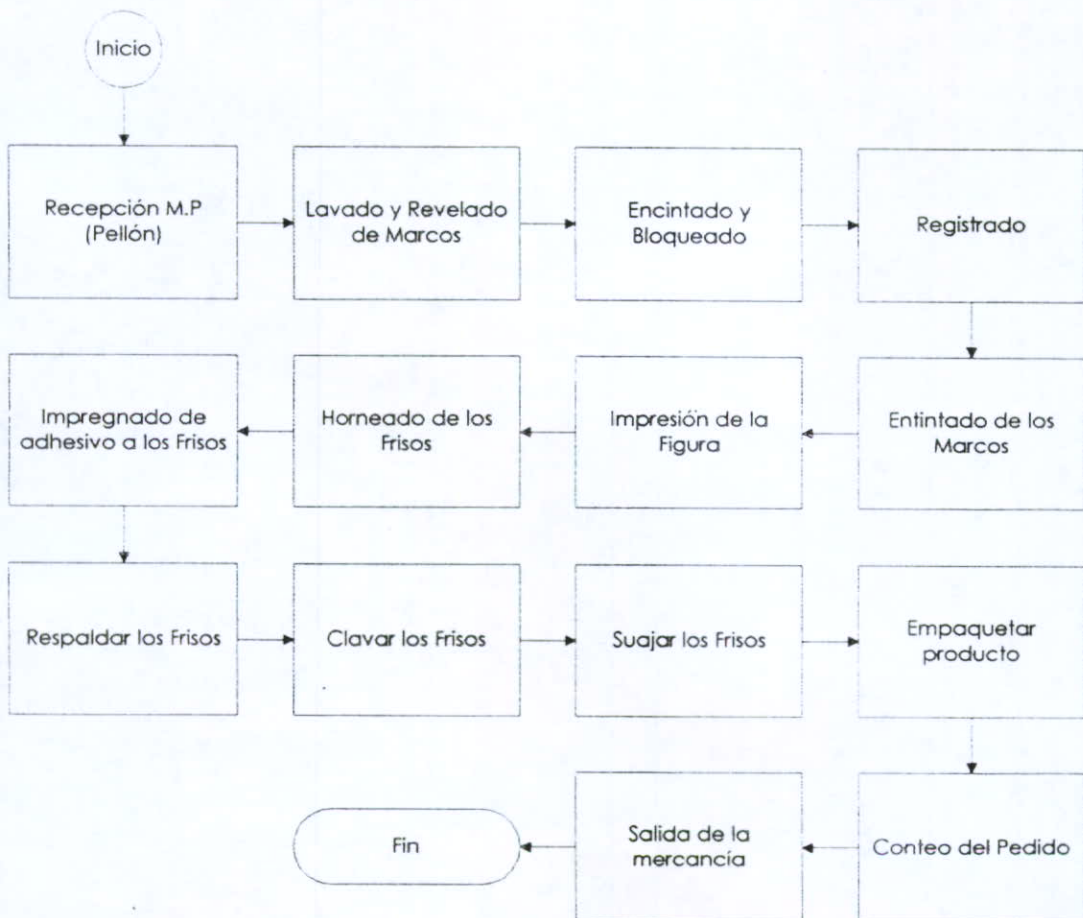 Inicio
Recepción M.P
(Pellón)
Lavado y Revelado
de Marcos
Encintado y
Bloqueado
Registrado
Entintado de los
Marcos
Impresión de la
Figura
Horneado de los
Frisos
Impregnado de
adhesivo a los Frisos
Respaldar los Frisos
Clavar los Frisos
Suajar los Frisos
Empaquetar
producto
Conteo del Pedido
Salida de la
mercancía
Fin